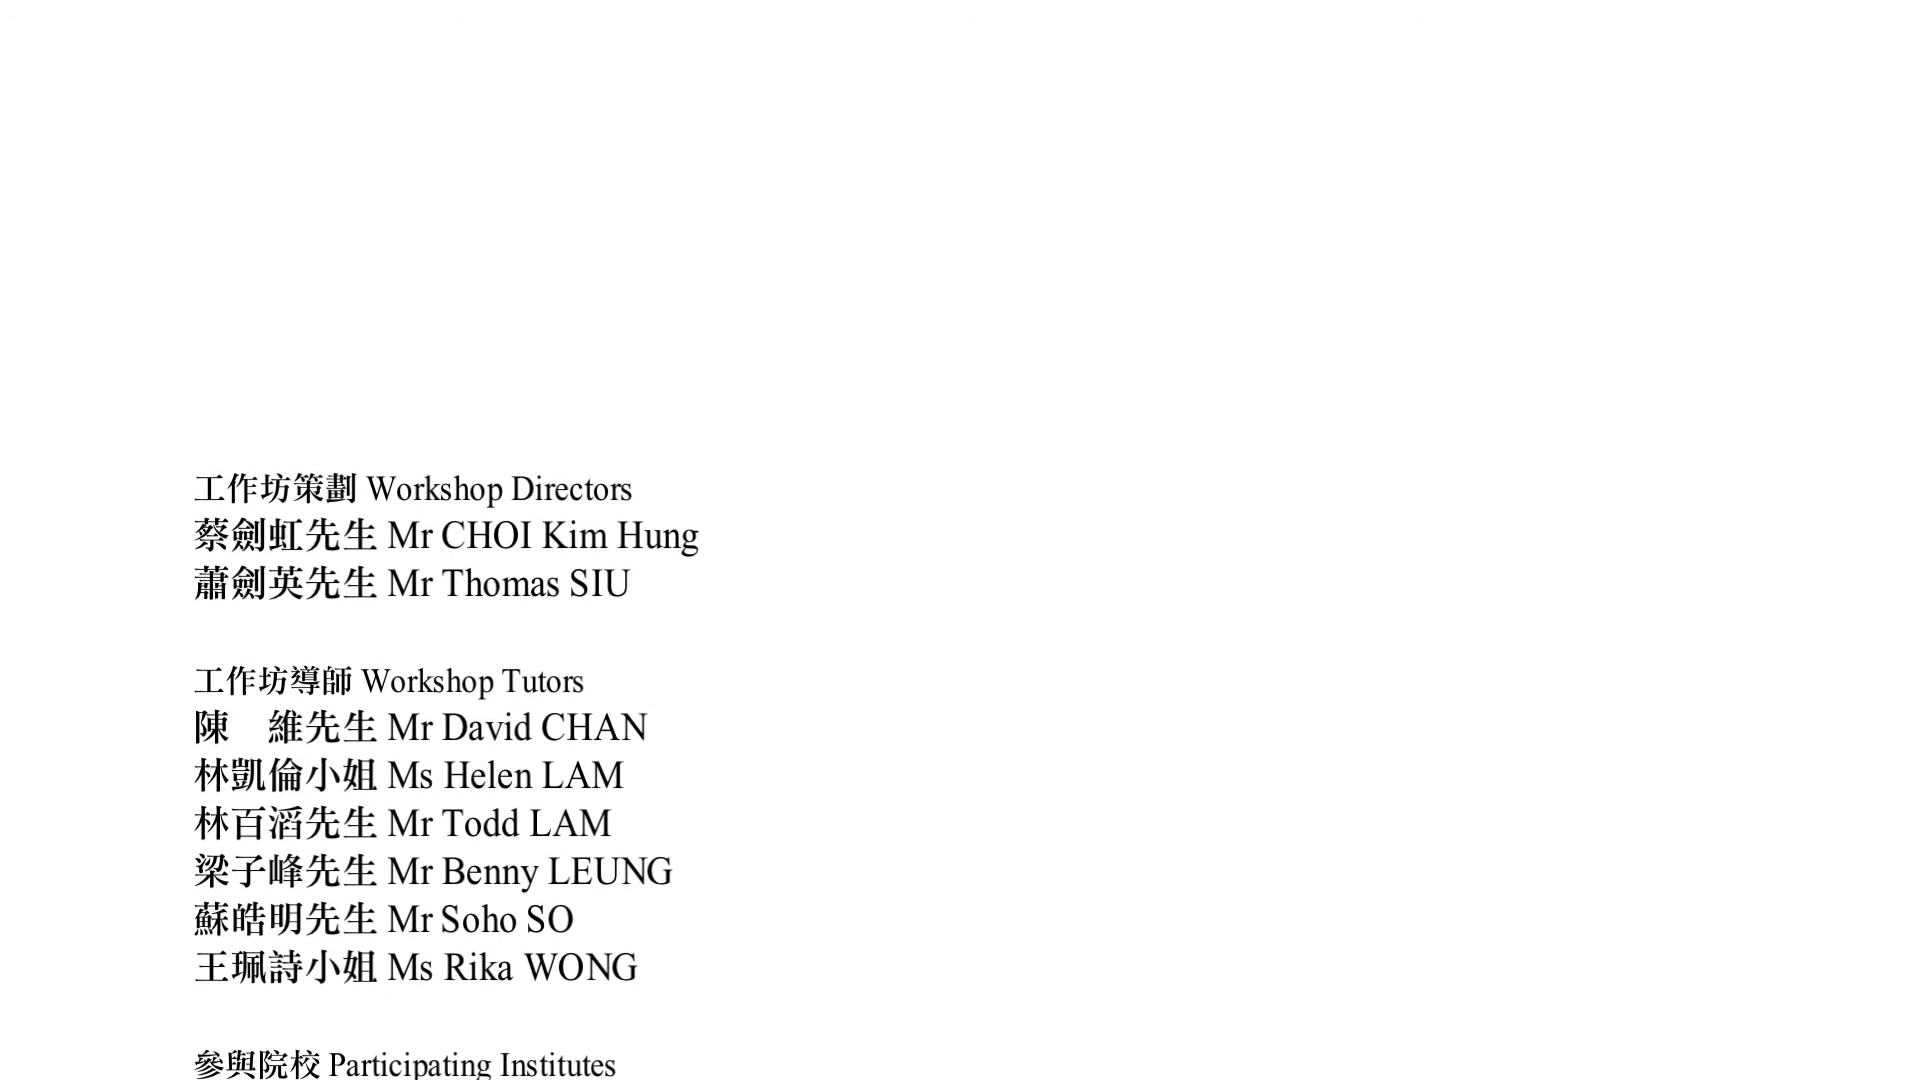 工作坊策劃 Workshop Directors
蔡劍虹先生 Mr CHOI Kim Hung
蕭劍英先生 Mr Thomas SIU
工作坊導師 Workshop Tutors
陳　維先生 Mr David CHAN
林凱倫小姐 Ms Helen LAM
林百滔先生 Mr Todd LAM
梁子峰先生 Mr Benny LEUNG
蘇皓明先生 Mr Soho SO
王珮詩小姐 Ms Rika WONG
參與院校 Participating Institutes